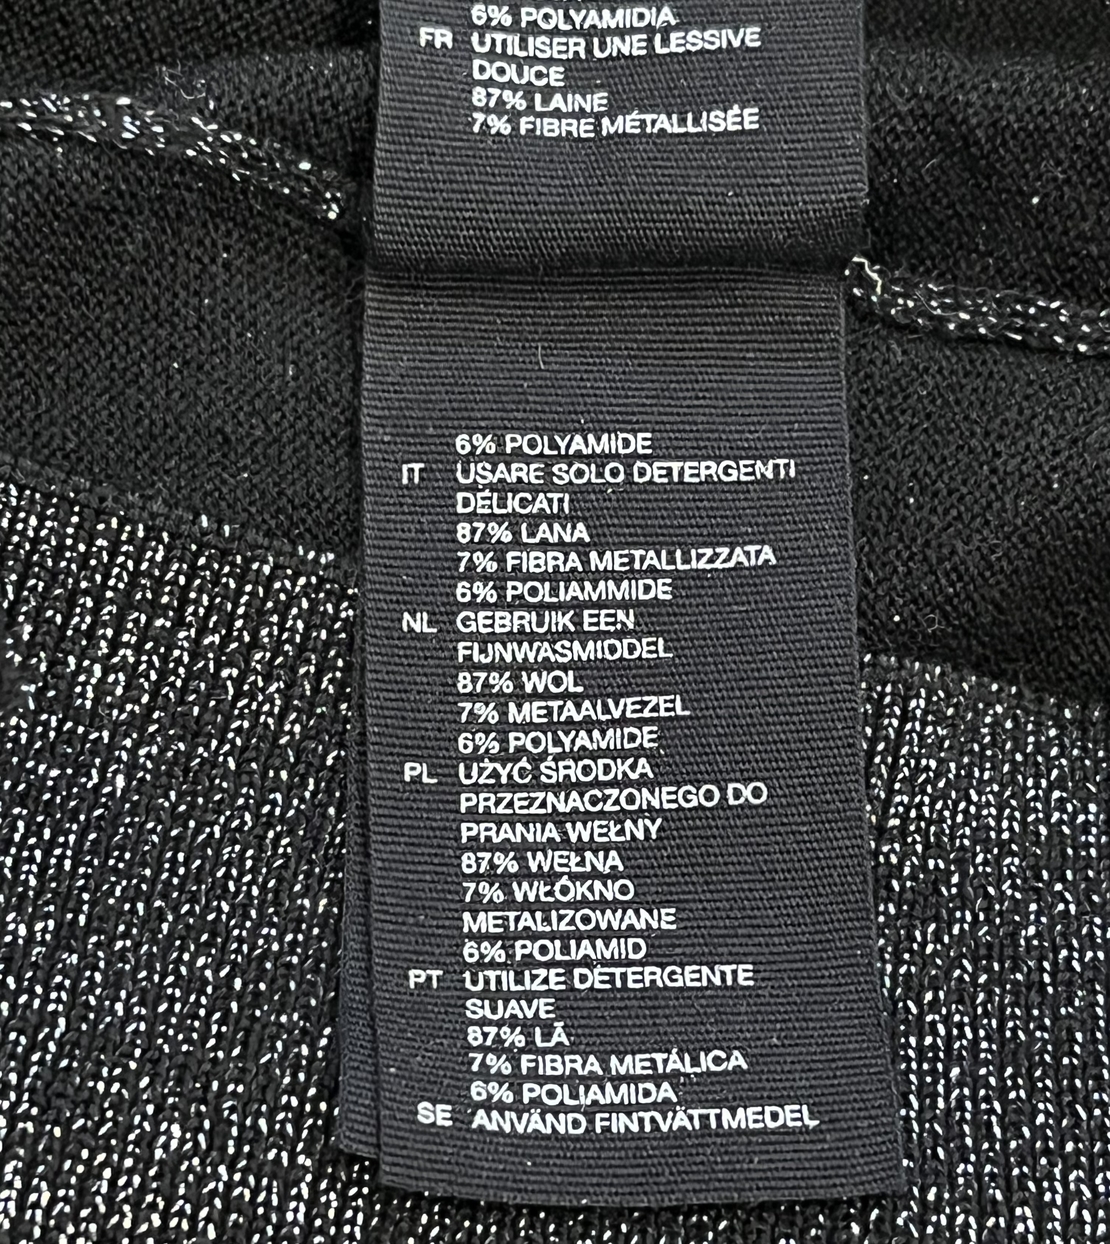 6% POLYAMIDIA
FR UTILISER UNE LESSIVE
DOUCE
87% LAINE
7% FIBRE MÉTALLISÉE
6% POLYAMIDE
IT USARE SOLO DETERGENTI
DELICATI
87% LANA
7% FIBRA METALLIZZATA
6% POLIAMMIDE
NL GEBRUIK EEN
FIJNWASMIDDEL
87% WOL
7% METAALVEZEL
6% POLYAMIDE
PL UŻYĆ ŚRODKA
PRZEZNACZONEGO DO
PRANIA WEŁNY
87% WEŁNA
7% WŁÓKNO
METALIZOWANE
6% POLIAMID
PT UTILIZE DETERGENTE
SUAVE
87% LÃ
7% FIBRA METÁLICA
6% POLIAMIDA
SE ANVÄND FINTVÄTTMEDEL